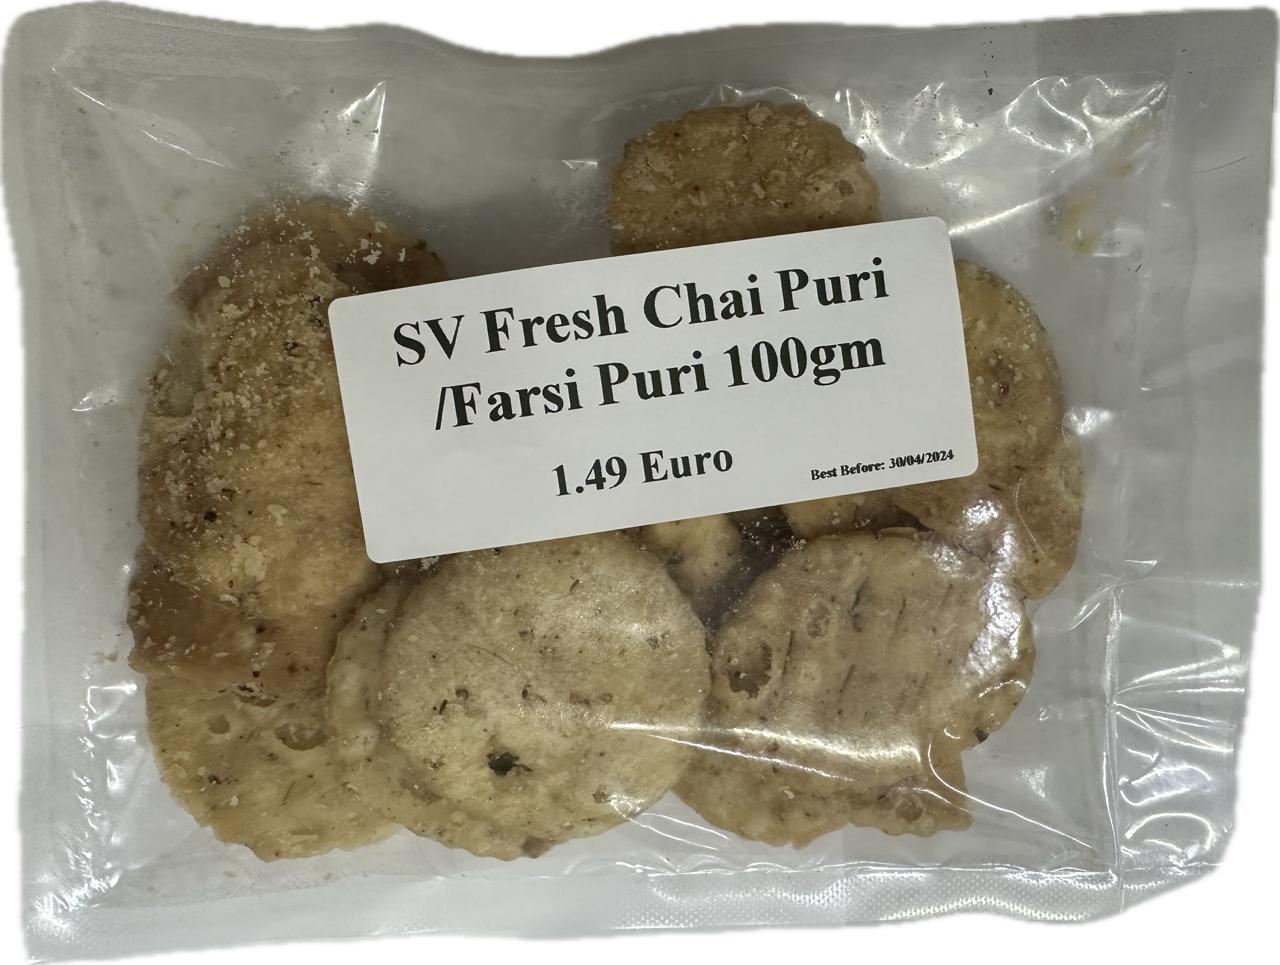 SV Fresh Chai Puri
/Farsi Puri 100gm
1.49 Euro
Best Before: 30/04/2024